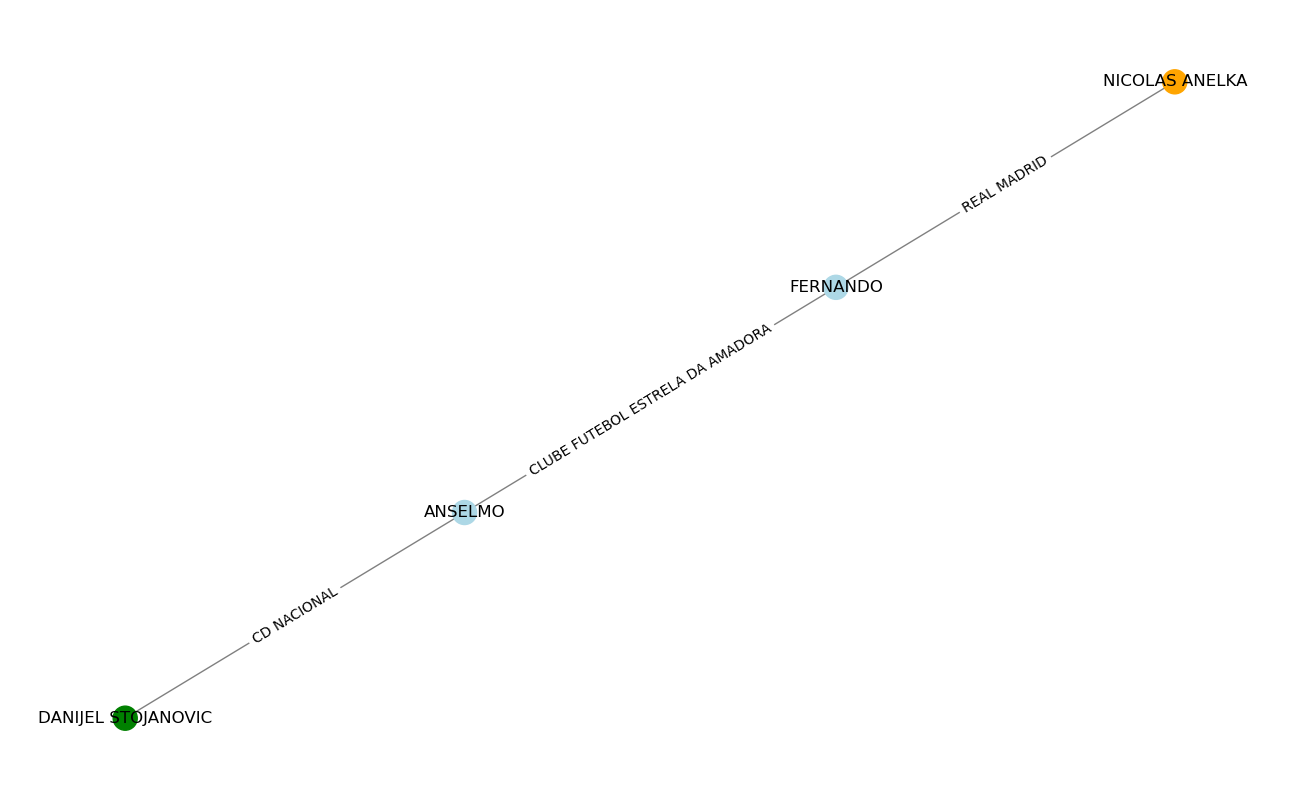 NICOLAS ANELKA
REAL MADRID
FERNANDO
CLUBE FUTEBOL ESTRELA DA AMADORA
ANSELMO
CD NACIONAL
DANIJEL STOJANOVIC